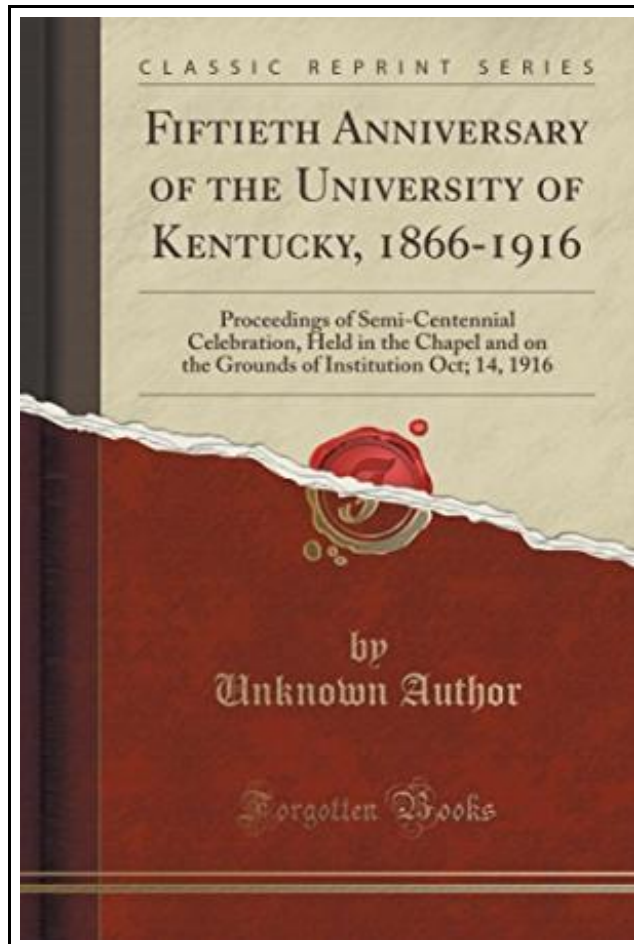 CLASSIC REPRINT SERIES
FIFTIETH ANNIVERSARY
OF THE UNIVERSITY OF
KENTUCKY, 1866-1916
Proceedings of Semi-Centennial
Celebration, Held in the Chapel and on
the Grounds of Institution Oct; 14, 1916
by
Unknown Author
Forgotten Books